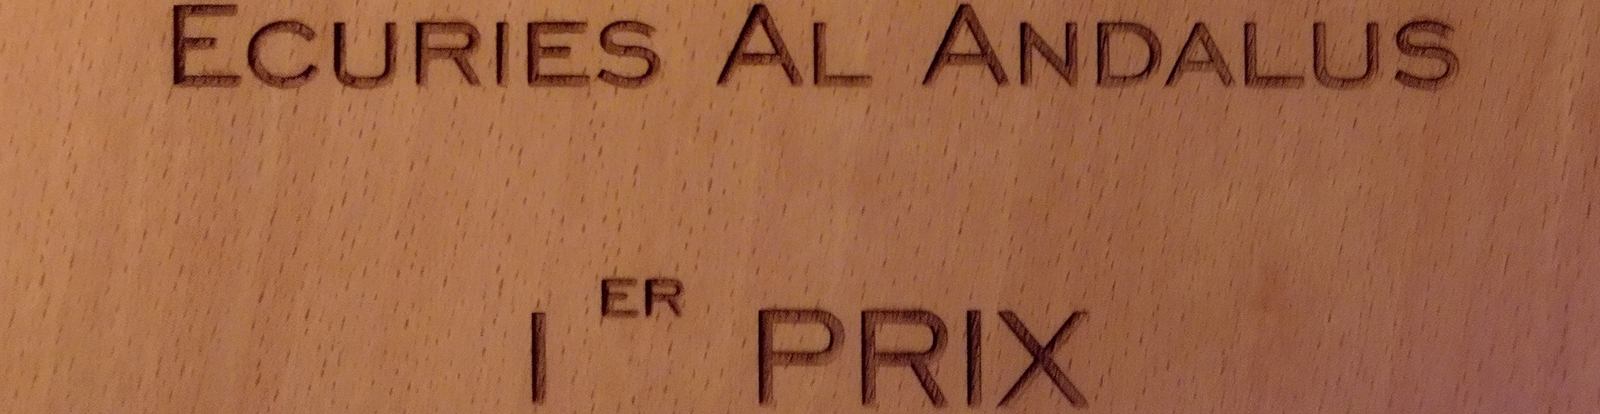 ECURIES AL ANDALUS
1ER PRIX